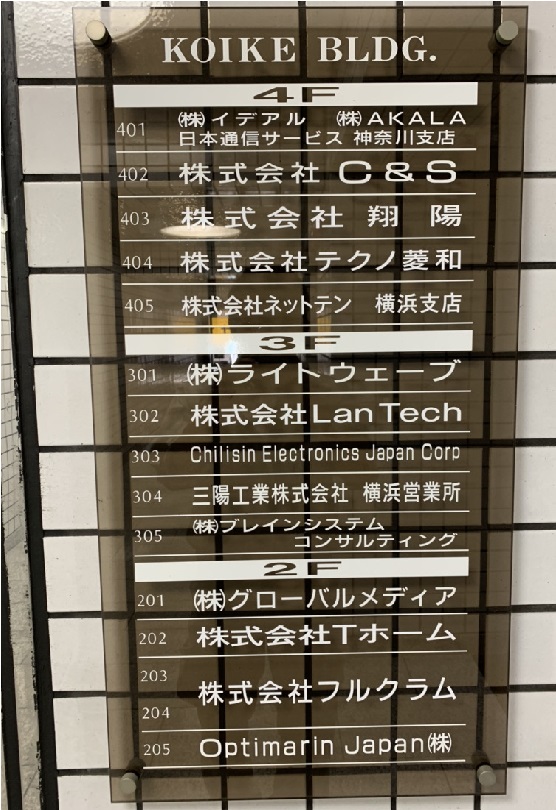 KOIKE BLDG.
4F
401 ㈱イデアル ㈱AKALA
日本通信サービス 神奈川支店
402 株式会社 C&S
403 株式会社 翔陽
404 株式会社テクノ菱和
405 株式会社ネットテン 横浜支店
3F
301 ㈱ライトウェーブ
302 株式会社LanTech
303 Chilisin Electronics Japan Corp
304 三陽工業株式会社 横浜営業所
305 ㈱ブレインシステム
コンサルティング
2F
201 ㈱グローバルメディア
202 株式会社Tホーム
203
株式会社フルクラム
204
205 Optimarin Japan㈱